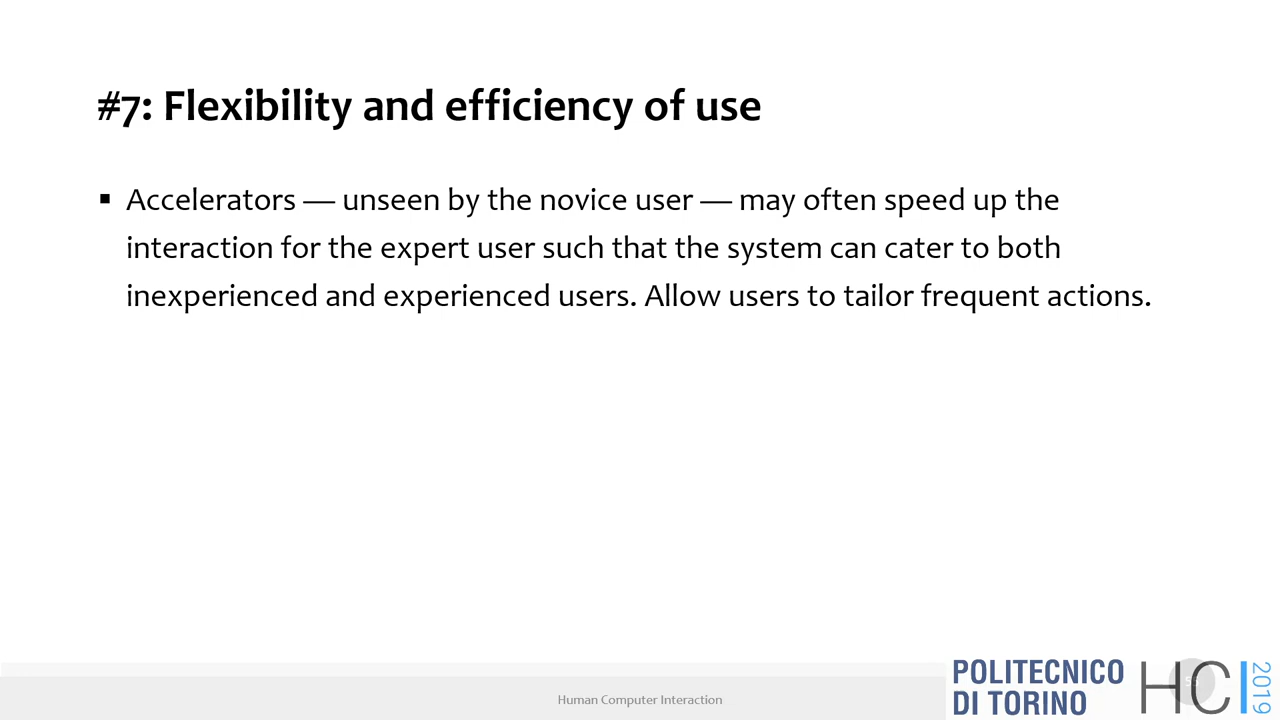 #7: Flexibility and efficiency of use
▪ Accelerators — unseen by the novice user — may often speed up the
interaction for the expert user such that the system can cater to both
inexperienced and experienced users. Allow users to tailor frequent actions.
Human Computer Interaction
POLITECNICO
DI TORINO
HCI
2019